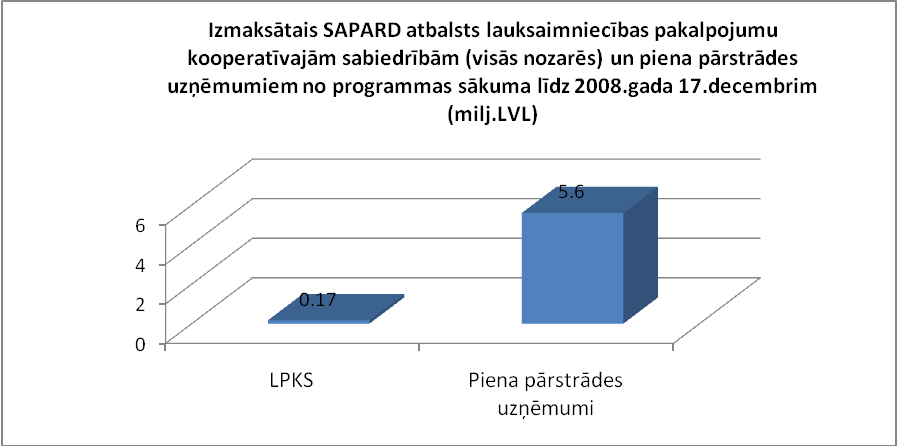 Izmaksātais SAPARD atbalsts lauksaimniecības pakalpojumu
kooperatīvajām sabiedrībām (visās nozarēs) un piena pārstrādes
uzņēmumiem no programmas sākuma līdz 2008.gada 17.decembrim
(milj.LVL)
5.6
6
4
0.17
2
0
LPKS
Piena pārstrādes
uzņēmumi